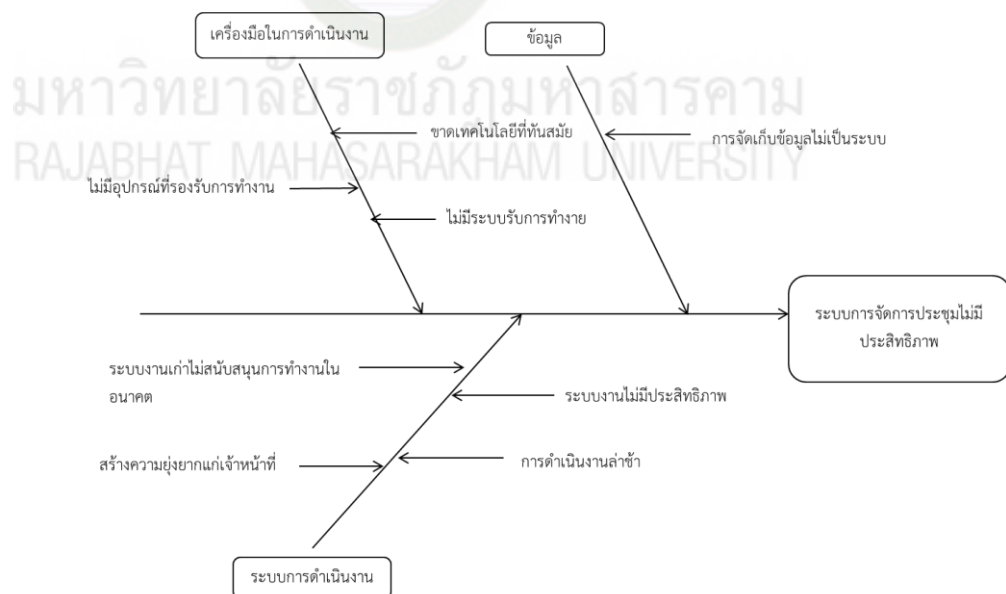 เครื่องมือในการดำเนินงาน
ข้อมูล
มหาวิทยาลัยราชภัฏมหาสารคาม
RAJABHAT MAHASARAKHAM UNIVERSITY
ขาดเทคโนโลยีที่ทันสมัย
การจัดเก็บข้อมูลไม่เป็นระบบ
ไม่มีอุปกรณ์ที่รองรับการทำงาน
ไม่มีระบบรับการทำงาย
ระบบการจัดการประชุมไม่มี
ประสิทธิภาพ
ระบบงานเก่าไม่สนับสนุนการทำงานใน
อนาคต
ระบบงานไม่มีประสิทธิภาพ
สร้างความยุ่งยากแก่เจ้าหน้าที่
การดำเนินงานล่าช้า
ระบบการดำเนินงาน